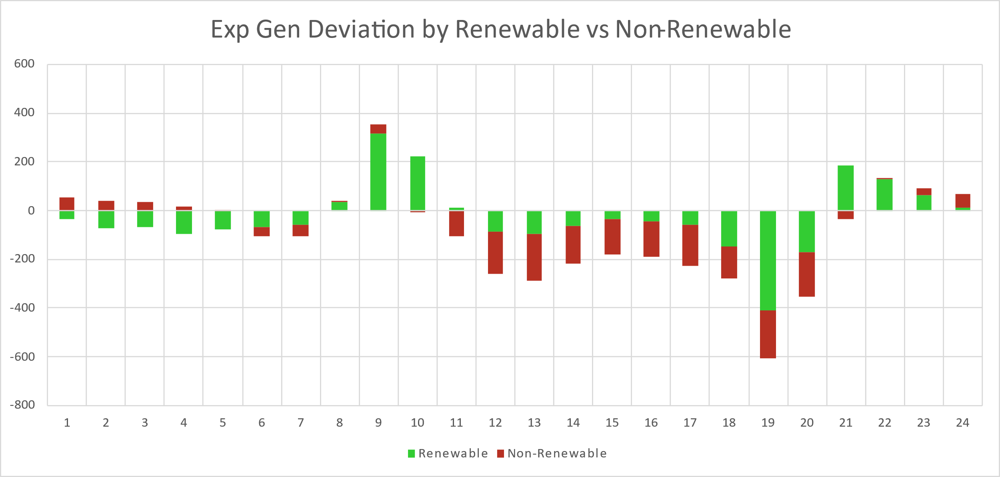 Exp Gen Deviation by Renewable vs Non-Renewable
600
400
200
0
-200
-400
-600
-800
1 2 3 4 5 6 7 8 9 10 11 12 13 14 15 16 17 18 19 20 21 22 23 24
Renewable Non-Renewable